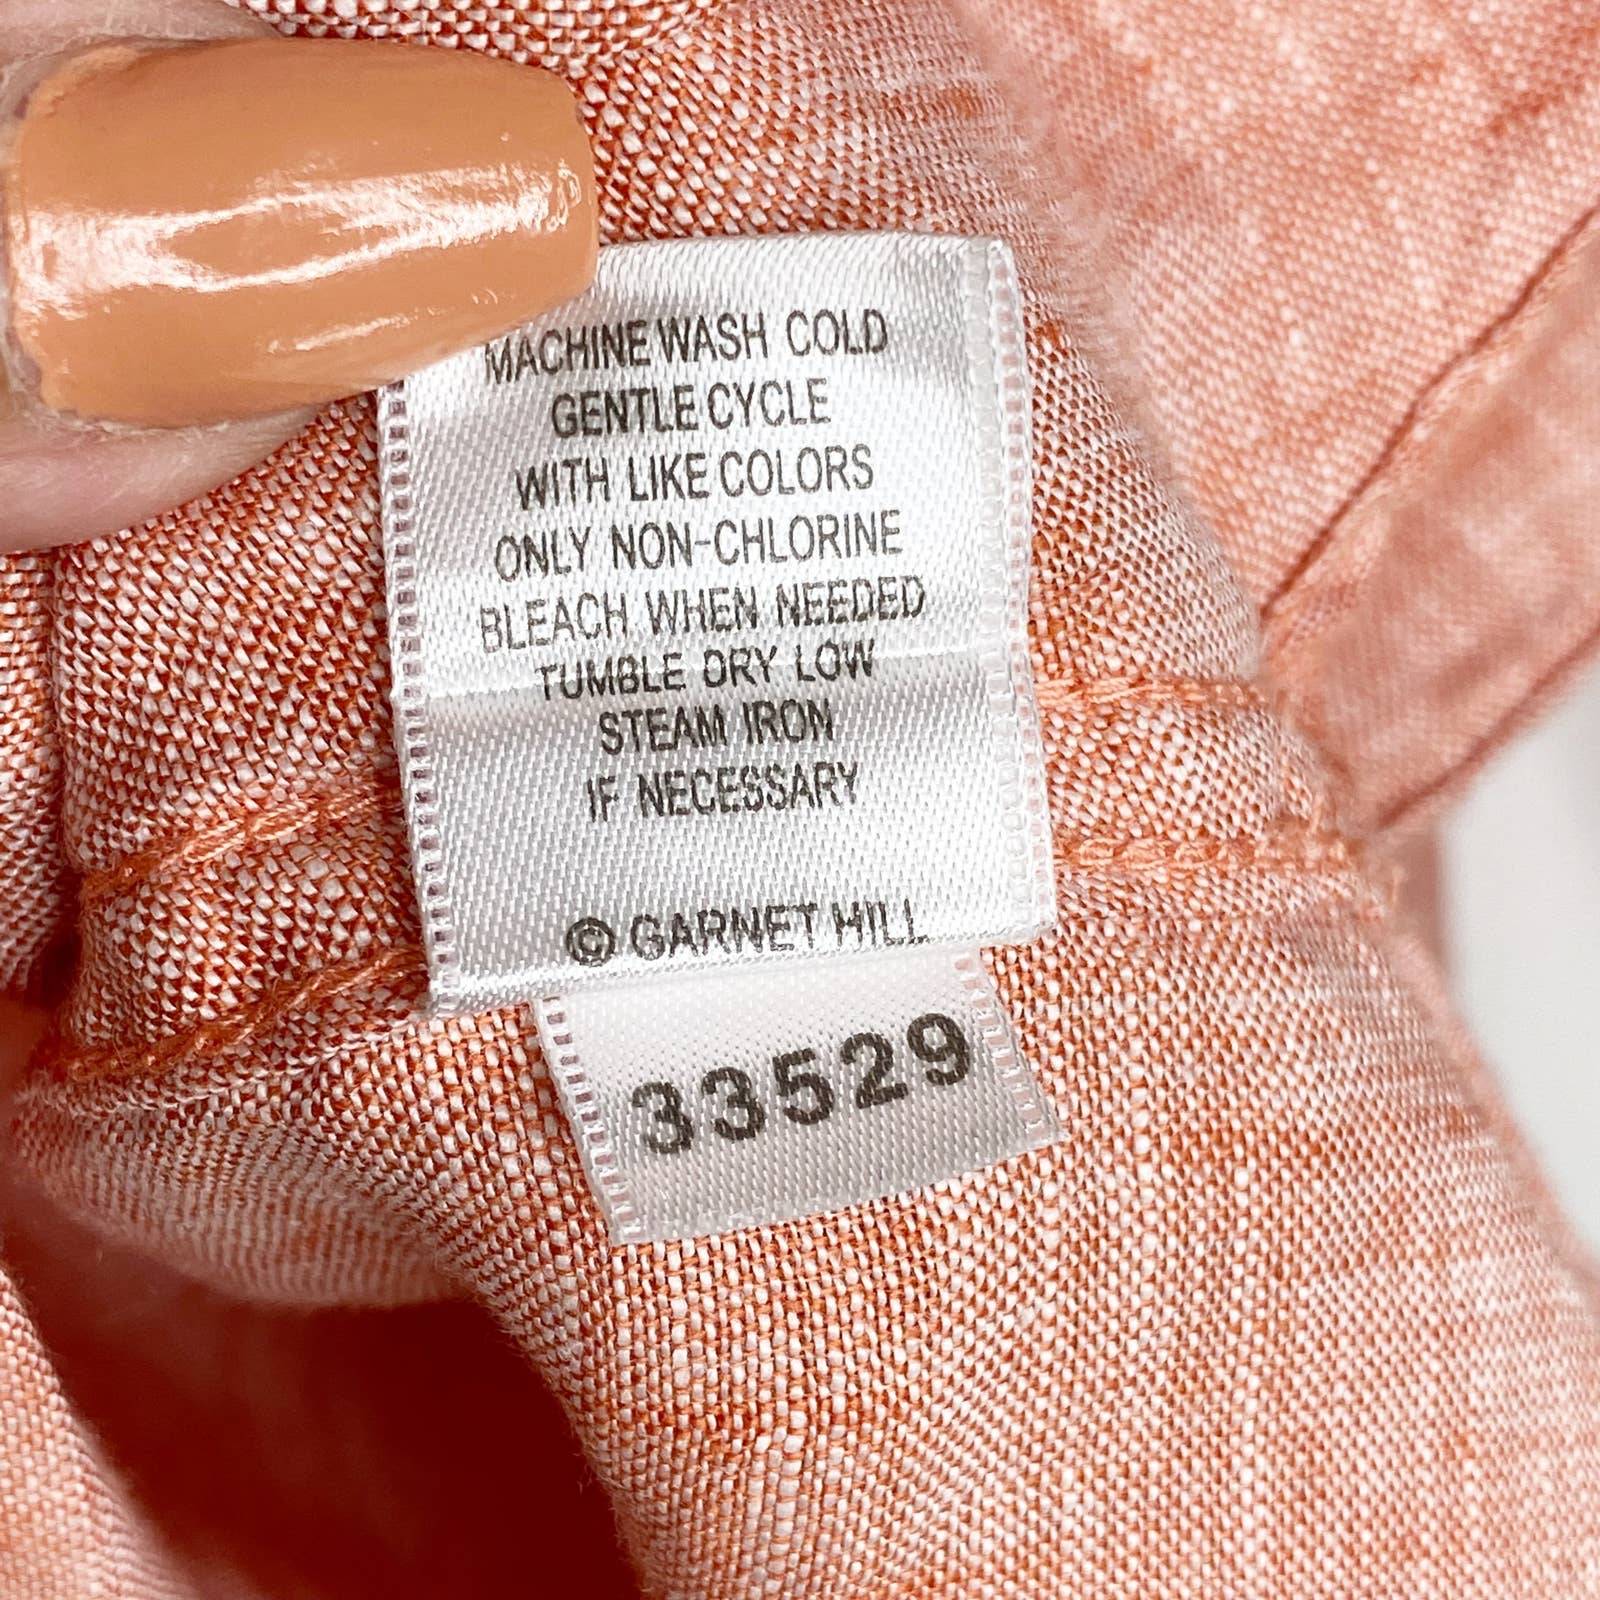 MACHINE WASH COLD
GENTLE CYCLE
WITH LIKE COLORS
ONLY NON-CHLORINE
BLEACH WHEN NEEDED
TUMBLE DRY LOW
STEAM IRON
IF NECESSARY
© GARNET HILL
33529